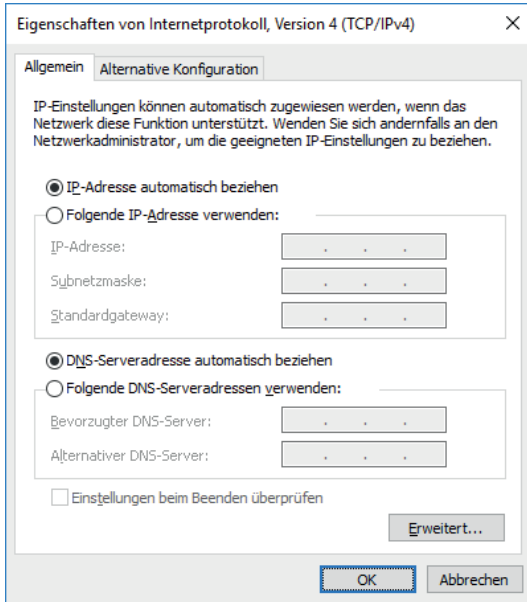 Eigenschaften von Internetprotokoll, Version 4 (TCP/IPv4)
Allgemein Alternative Konfiguration
IP-Einstellungen können automatisch zugewiesen werden, wenn das
Netzwerk diese Funktion unterstützt. Wenden Sie sich andernfalls an den
Netzwerkadministrator, um die geeigneten IP-Einstellungen zu beziehen.
IP-Adresse automatisch beziehen
Folgende IP-Adresse verwenden:
IP-Adresse:
Subnetzmaske:
Standardgateway:
DNS-Serveradresse automatisch beziehen
Folgende DNS-Serveradressen verwenden:
Bevorzugter DNS-Server:
Alternativer DNS-Server:
Einstellungen beim Beenden überprüfen
Erweitert...
OK Abbrechen